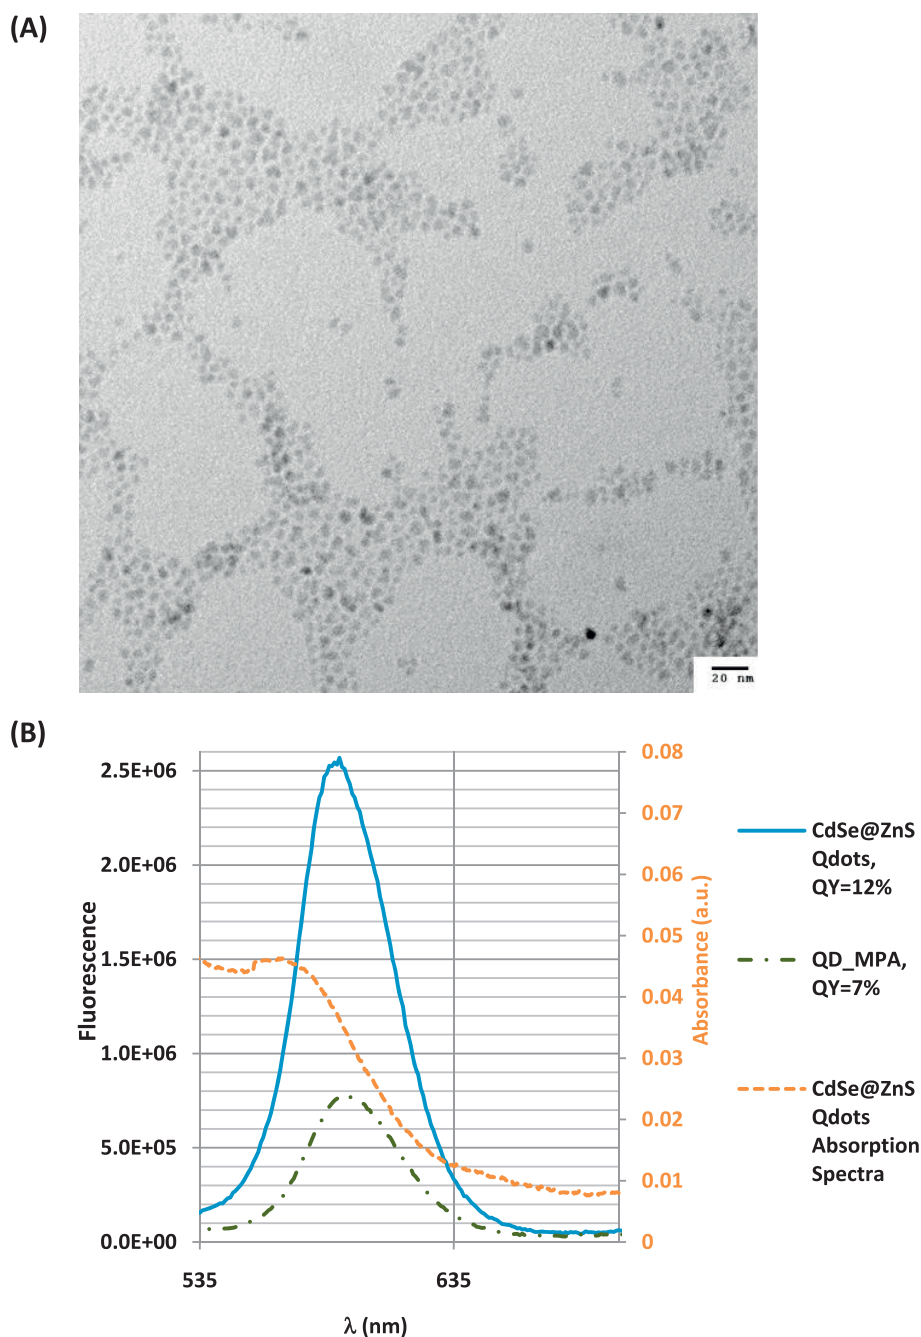 (A)
20 nm
(B)
2.5E+06
2.0E+06
1.5E+06
1.0E+06
5.0E+05
0.0E+00
Fluorescence
535
635
λ (nm)
0.08
0.07
0.06
0.05
0.04
0.03
0.02
0.01
0
Absorbance (a.u.)
CdSe@ZnS
Qdots,
QY=12%
QD_MPA,
QY=7%
CdSe@ZnS
Qdots
Absorption
Spectra